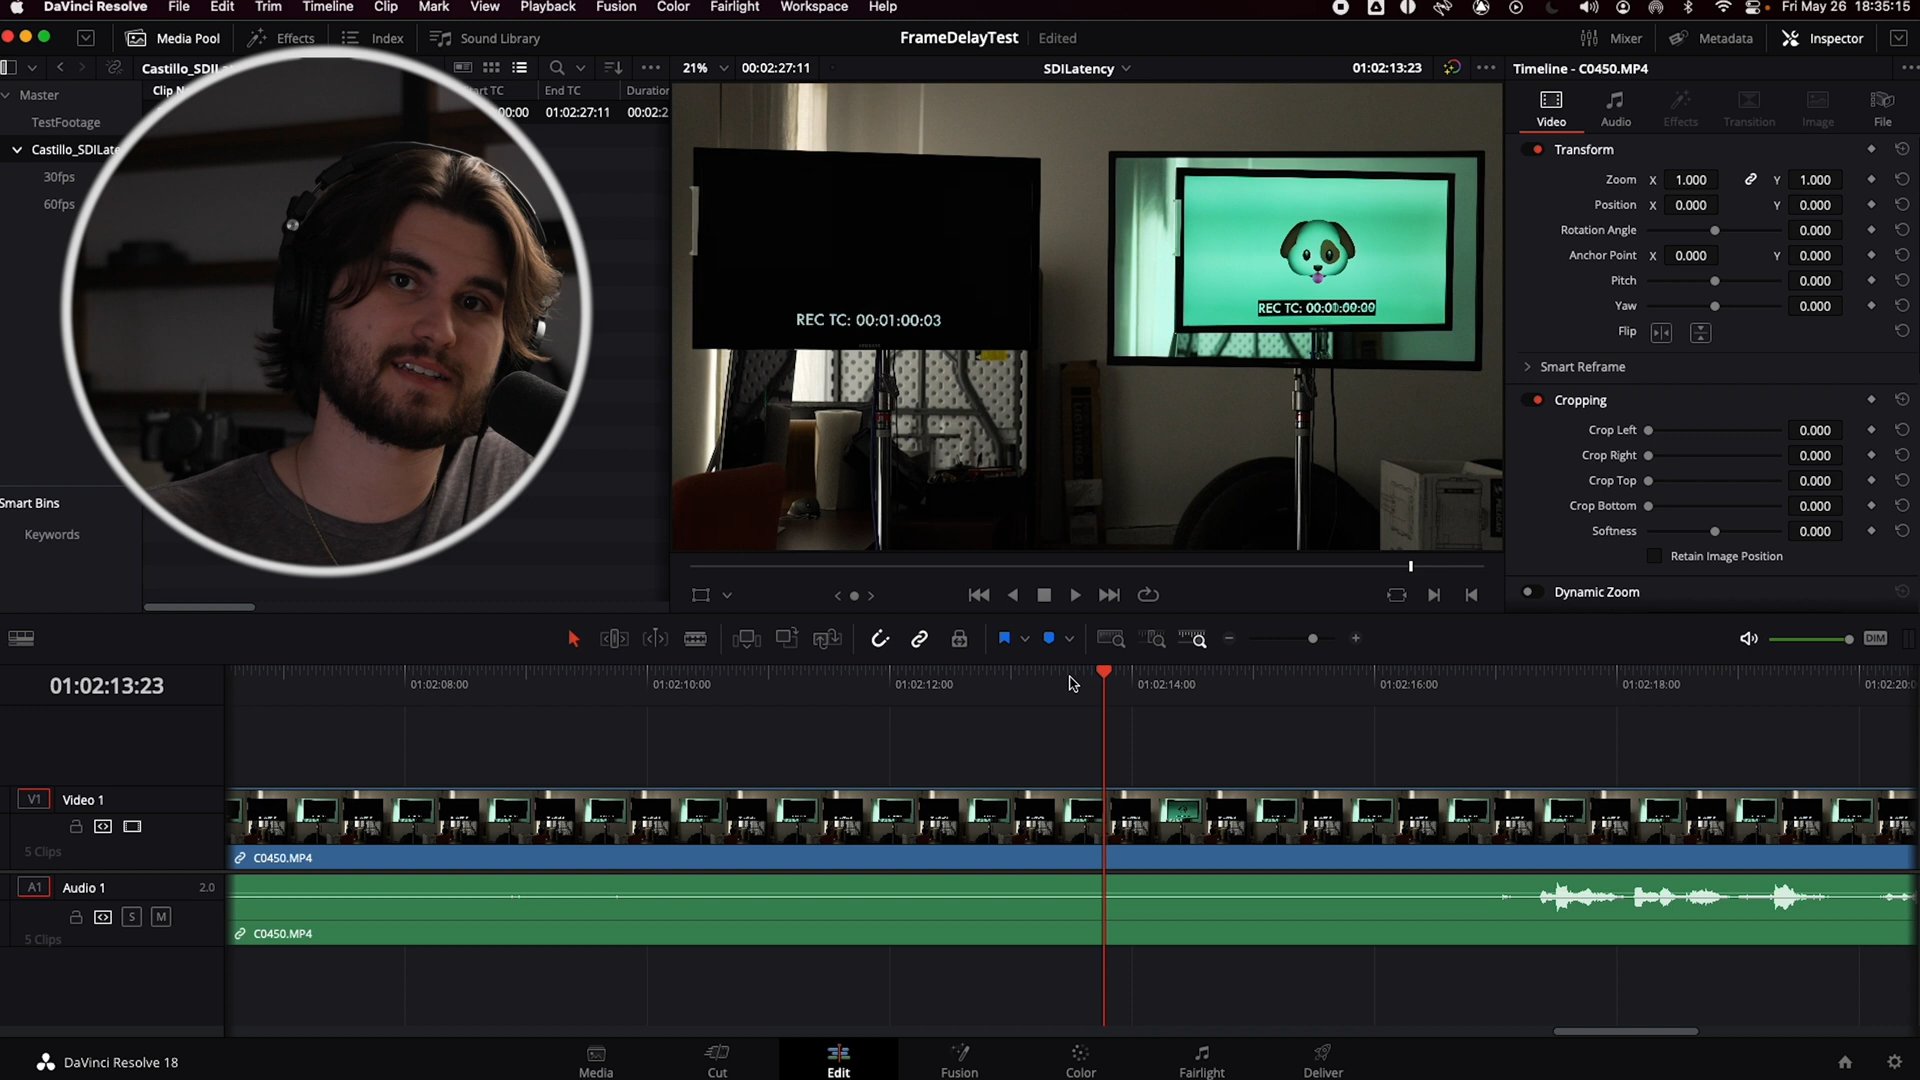 DaVinci Resolve File Edit Trim Timeline Clip Mark View Playback Fusion Color Fairlight Workspace Help Fri May 26 18:35:15
Media Pool Effects Index Sound Library FrameDelayTest Edited Mixer Metadata Inspector
21% 00:02:27:11 SDILatency 01:02:13:23 Timeline - C0450.MP4
End TC
01:02:27:11 00:02:2
Master
TestFootage
Castillo_SDILate
30fps
60fps
Smart Bins
Keywords
REC TC: 00:01:00:03
REC TC: 00:01:00:00
Video Audio Effects Transition Image File
Transform
Zoom X 1.000 Y 1.000
Position X 0.000 Y 0.000
Rotation Angle 0.000
Anchor Point X 0.000 Y 0.000
Pitch 0.000
Yaw 0.000
Flip
Smart Reframe
Cropping
Crop Left 0.000
Crop Right 0.000
Crop Top 0.000
Crop Bottom 0.000
Softness 0.000
Retain Image Position
Dynamic Zoom
DIM
01:02:13:23
01:02:08:00 01:02:10:00 01:02:12:00 01:02:14:00 01:02:16:00 01:02:18:00 01:02:20:0
V1 Video 1
5 Clips
C0450.MP4
A1 Audio 1 2.0
S M
5 Clips
C0450.MP4
DaVinci Resolve 18
Media Cut Edit Fusion Color Fairlight Deliver